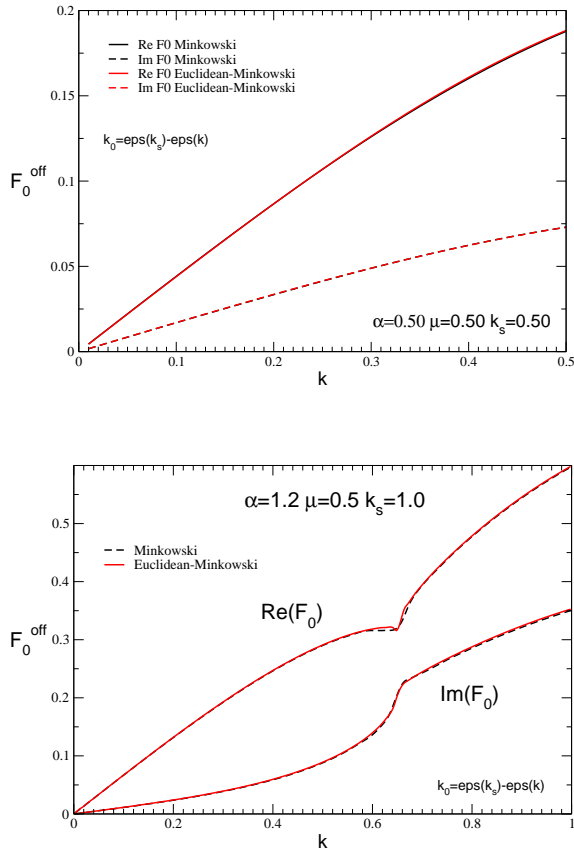 0.2
Re F0 Minkowski
Im F0 Minkowski
Re F0 Euclidean-Minkowski
Im F0 Euclidean-Minkowski
0.15
k0=eps(ks)-eps(k)
F0^off
0.1
0.05
α=0.50 μ=0.50 ks=0.50
0
0 0.1 0.2 0.3 0.4 0.5
k
α=1.2 μ=0.5 ks=1.0
0.5
Minkowski
Euclidean-Minkowski
0.4
Re(F0)
F0^off
0.3
0.2
Im(F0)
0.1
k0=eps(ks)-eps(k)
0
0 0.2 0.4 0.6 0.8 1
k